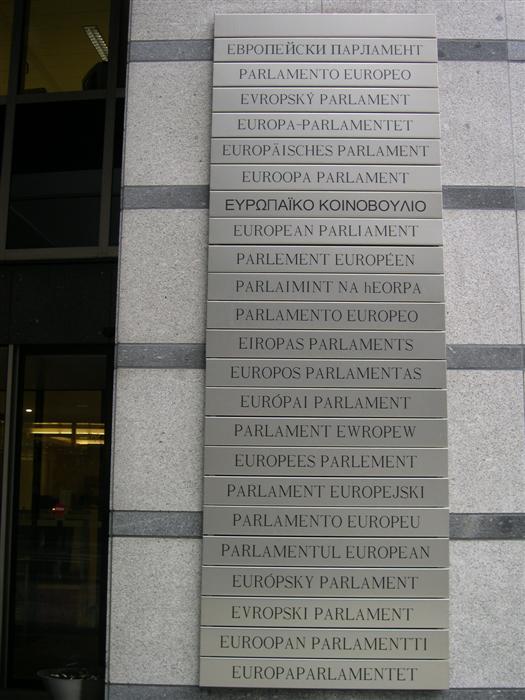 ЕВРОПЕЙСКИ ПАРЛАМЕНТ
PARLAMENTO EUROPEO
EVROPSKÝ PARLAMENT
EUROPA-PARLAMENTET
EUROPÄISCHES PARLAMENT
EUROOPA PARLAMENT
ΕΥΡΩΠΑΪΚΟ ΚΟΙΝΟΒΟΥΛΙΟ
EUROPEAN PARLIAMENT
PARLEMENT EUROPÉEN
PARLAIMINT NA hEORPA
PARLAMENTO EUROPEO
EIROPAS PARLAMENTS
EUROPOS PARLAMENTAS
EURÓPAI PARLAMENT
PARLAMENT EWROPEW
EUROPEES PARLEMENT
PARLAMENT EUROPEJSKI
PARLAMENTO EUROPEU
PARLAMENTUL EUROPEAN
EURÓPSKY PARLAMENT
EVROPSKI PARLAMENT
EUROOPAN PARLAMENTTI
EUROPAPARLAMENTET